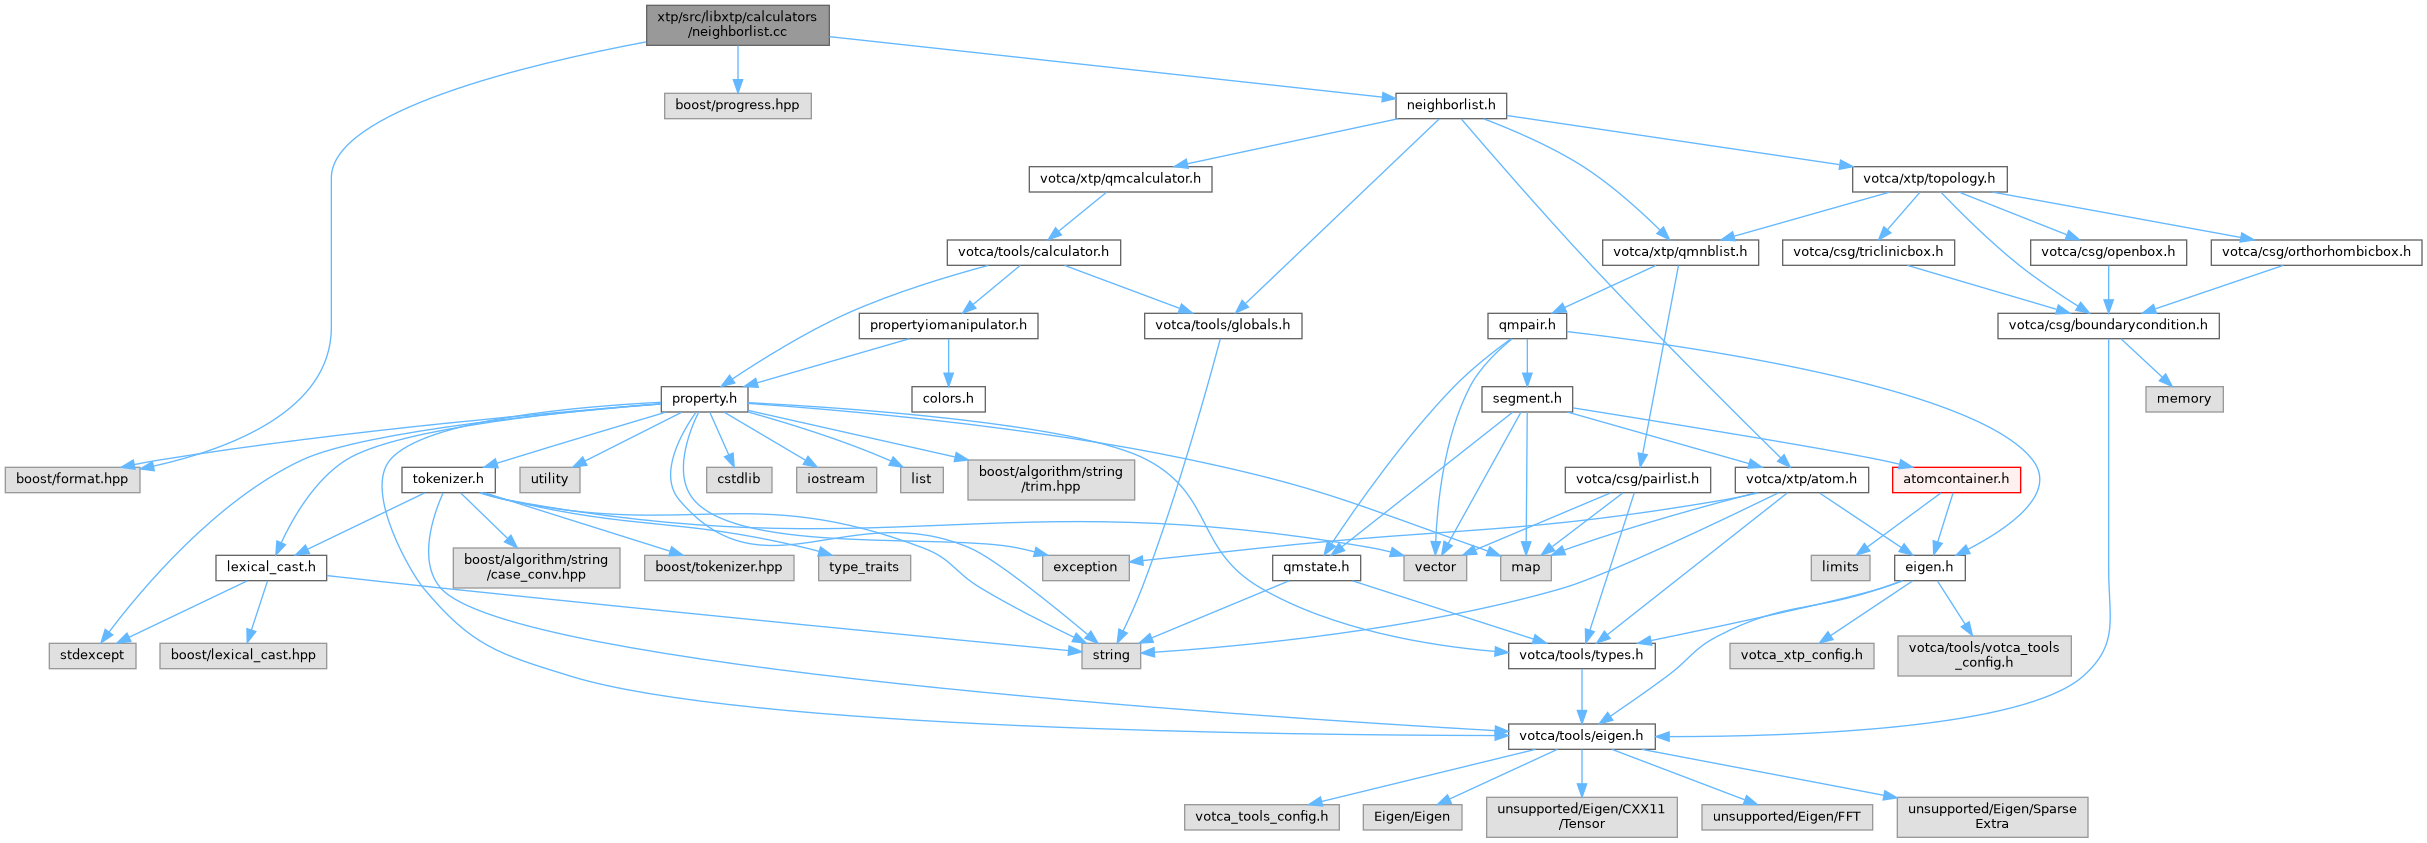 xtp/src/libxtp/calculators
/neighborlist.cc
boost/progress.hpp
neighborlist.h
votca/xtp/qmcalculator.h
votca/xtp/topology.h
votca/tools/calculator.h
votca/xtp/qmnblist.h
votca/csg/triclinicbox.h
votca/csg/openbox.h
votca/csg/orthorhombicbox.h
propertyiomanipulator.h
votca/tools/globals.h
qmpair.h
votca/csg/boundarycondition.h
property.h
colors.h
segment.h
memory
boost/format.hpp
tokenizer.h
utility
cstdlib
iostream
list
boost/algorithm/string
/trim.hpp
votca/csg/pairlist.h
votca/xtp/atom.h
atomcontainer.h
lexical_cast.h
boost/algorithm/string
/case_conv.hpp
boost/tokenizer.hpp
type_traits
exception
qmstate.h
vector
map
limits
eigen.h
stdexcept
boost/lexical_cast.hpp
string
votca/tools/types.h
votca_xtp_config.h
votca/tools/votca_tools
_config.h
votca/tools/eigen.h
votca_tools_config.h
Eigen/Eigen
unsupported/Eigen/CXX11
/Tensor
unsupported/Eigen/FFT
unsupported/Eigen/Sparse
Extra